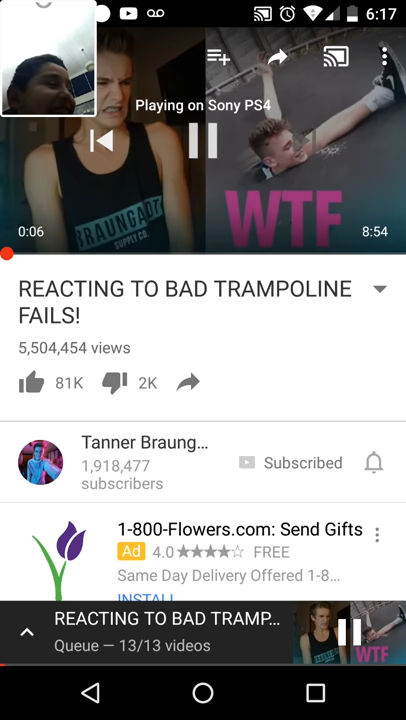 6:17
Playing on Sony PS4
BRAUNGARDT
SUPPLY CO.
WTF
0:06
8:54
REACTING TO BAD TRAMPOLINE
FAILS!
5,504,454 views
81K
2K
Tanner Braung...
1,918,477
subscribers
Subscribed
1-800-Flowers.com: Send Gifts
Ad 4.0 FREE
Same Day Delivery Offered 1-8...
INSTALL
REACTING TO BAD TRAMP...
Queue — 13/13 videos
WTF